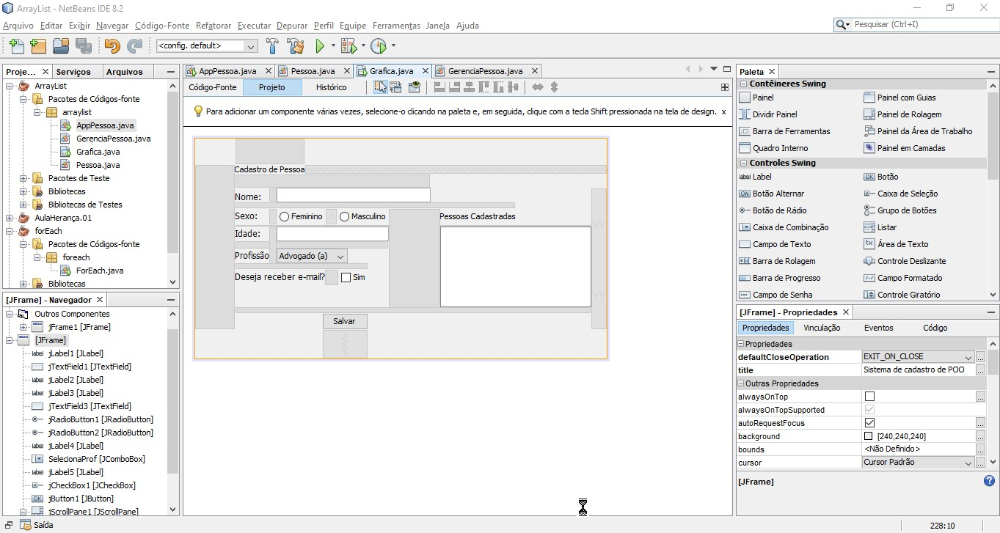 ArrayList - NetBeans IDE 8.2
Arquivo Editar Exibir Navegar Código-Fonte Refatorar Executar Depurar Perfil Equipe Ferramentas Janela Ajuda
Pesquisar (Ctrl+I)
<config. default>
Proje... Serviços Arquivos
ArrayList
Pacotes de Códigos-fonte
arraylist
AppPessoa.java
GerenciaPessoa.java
Grafica.java
Pessoa.java
Pacotes de Teste
Bibliotecas
Bibliotecas de Testes
AulaHerança.01
forEach
Pacotes de Códigos-fonte
foreach
ForEach.java
Bibliotecas
[JFrame] - Navegador
Outros Componentes
jFrame1 [JFrame]
[JFrame]
jLabel1 [JLabel]
jTextField1 [JTextField]
jLabel2 [JLabel]
jLabel3 [JLabel]
jTextField3 [JTextField]
jRadioButton1 [JRadioButton]
jRadioButton2 [JRadioButton]
jLabel4 [JLabel]
SelecionaProf [JComboBox]
jLabel5 [JLabel]
jCheckBox1 [JCheckBox]
jButton1 [JButton]
jScrollPane1 [JScrollPane]
Saída
AppPessoa.java Pessoa.java Grafica.java GerenciaPessoa.java
Código-Fonte Projeto Histórico
Para adicionar um componente várias vezes, selecione-o clicando na paleta e, em seguida, clique com a tecla Shift pressionada na tela de design. x
Cadastro de Pessoa
Nome:
Sexo: Feminino Masculino Pessoas Cadastradas
Idade:
Profissão Advogado (a)
Deseja receber e-mail? Sim
Salvar
Paleta
Contêineres Swing
Painel Painel com Guias
Dividir Painel Painel de Rolagem
Barra de Ferramentas Painel da Área de Trabalho
Quadro Interno Painel em Camadas
Controles Swing
label Label OK Botão
ON Botão Alternar Caixa de Seleção
Botão de Rádio Grupo de Botões
Caixa de Combinação Listar
Campo de Texto Área de Texto
Barra de Rolagem Controle Deslizante
Barra de Progresso Campo Formatado
Campo de Senha Controle Giratório
[JFrame] - Propriedades
Propriedades Vinculação Eventos Código
Propriedades
defaultCloseOperation EXIT_ON_CLOSE ...
title Sistema de cadastro de POO ...
Outras Propriedades
alwaysOnTop ...
alwaysOnTopSupported
autoRequestFocus ...
background [240,240,240] ...
bounds <Não Definido> ...
cursor Cursor Padrão ...
[JFrame]
228:10